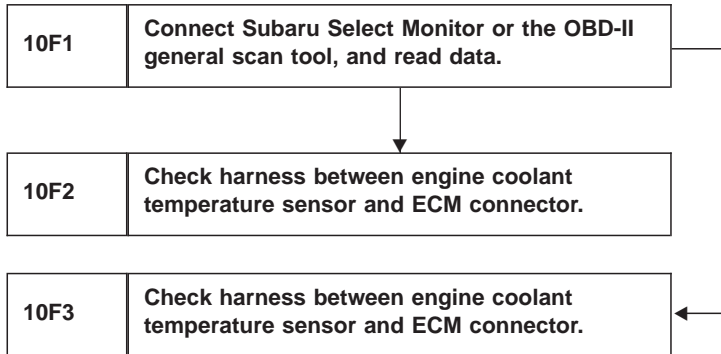 10F1
Connect Subaru Select Monitor or the OBD-II
general scan tool, and read data.
10F2
Check harness between engine coolant
temperature sensor and ECM connector.
10F3
Check harness between engine coolant
temperature sensor and ECM connector.